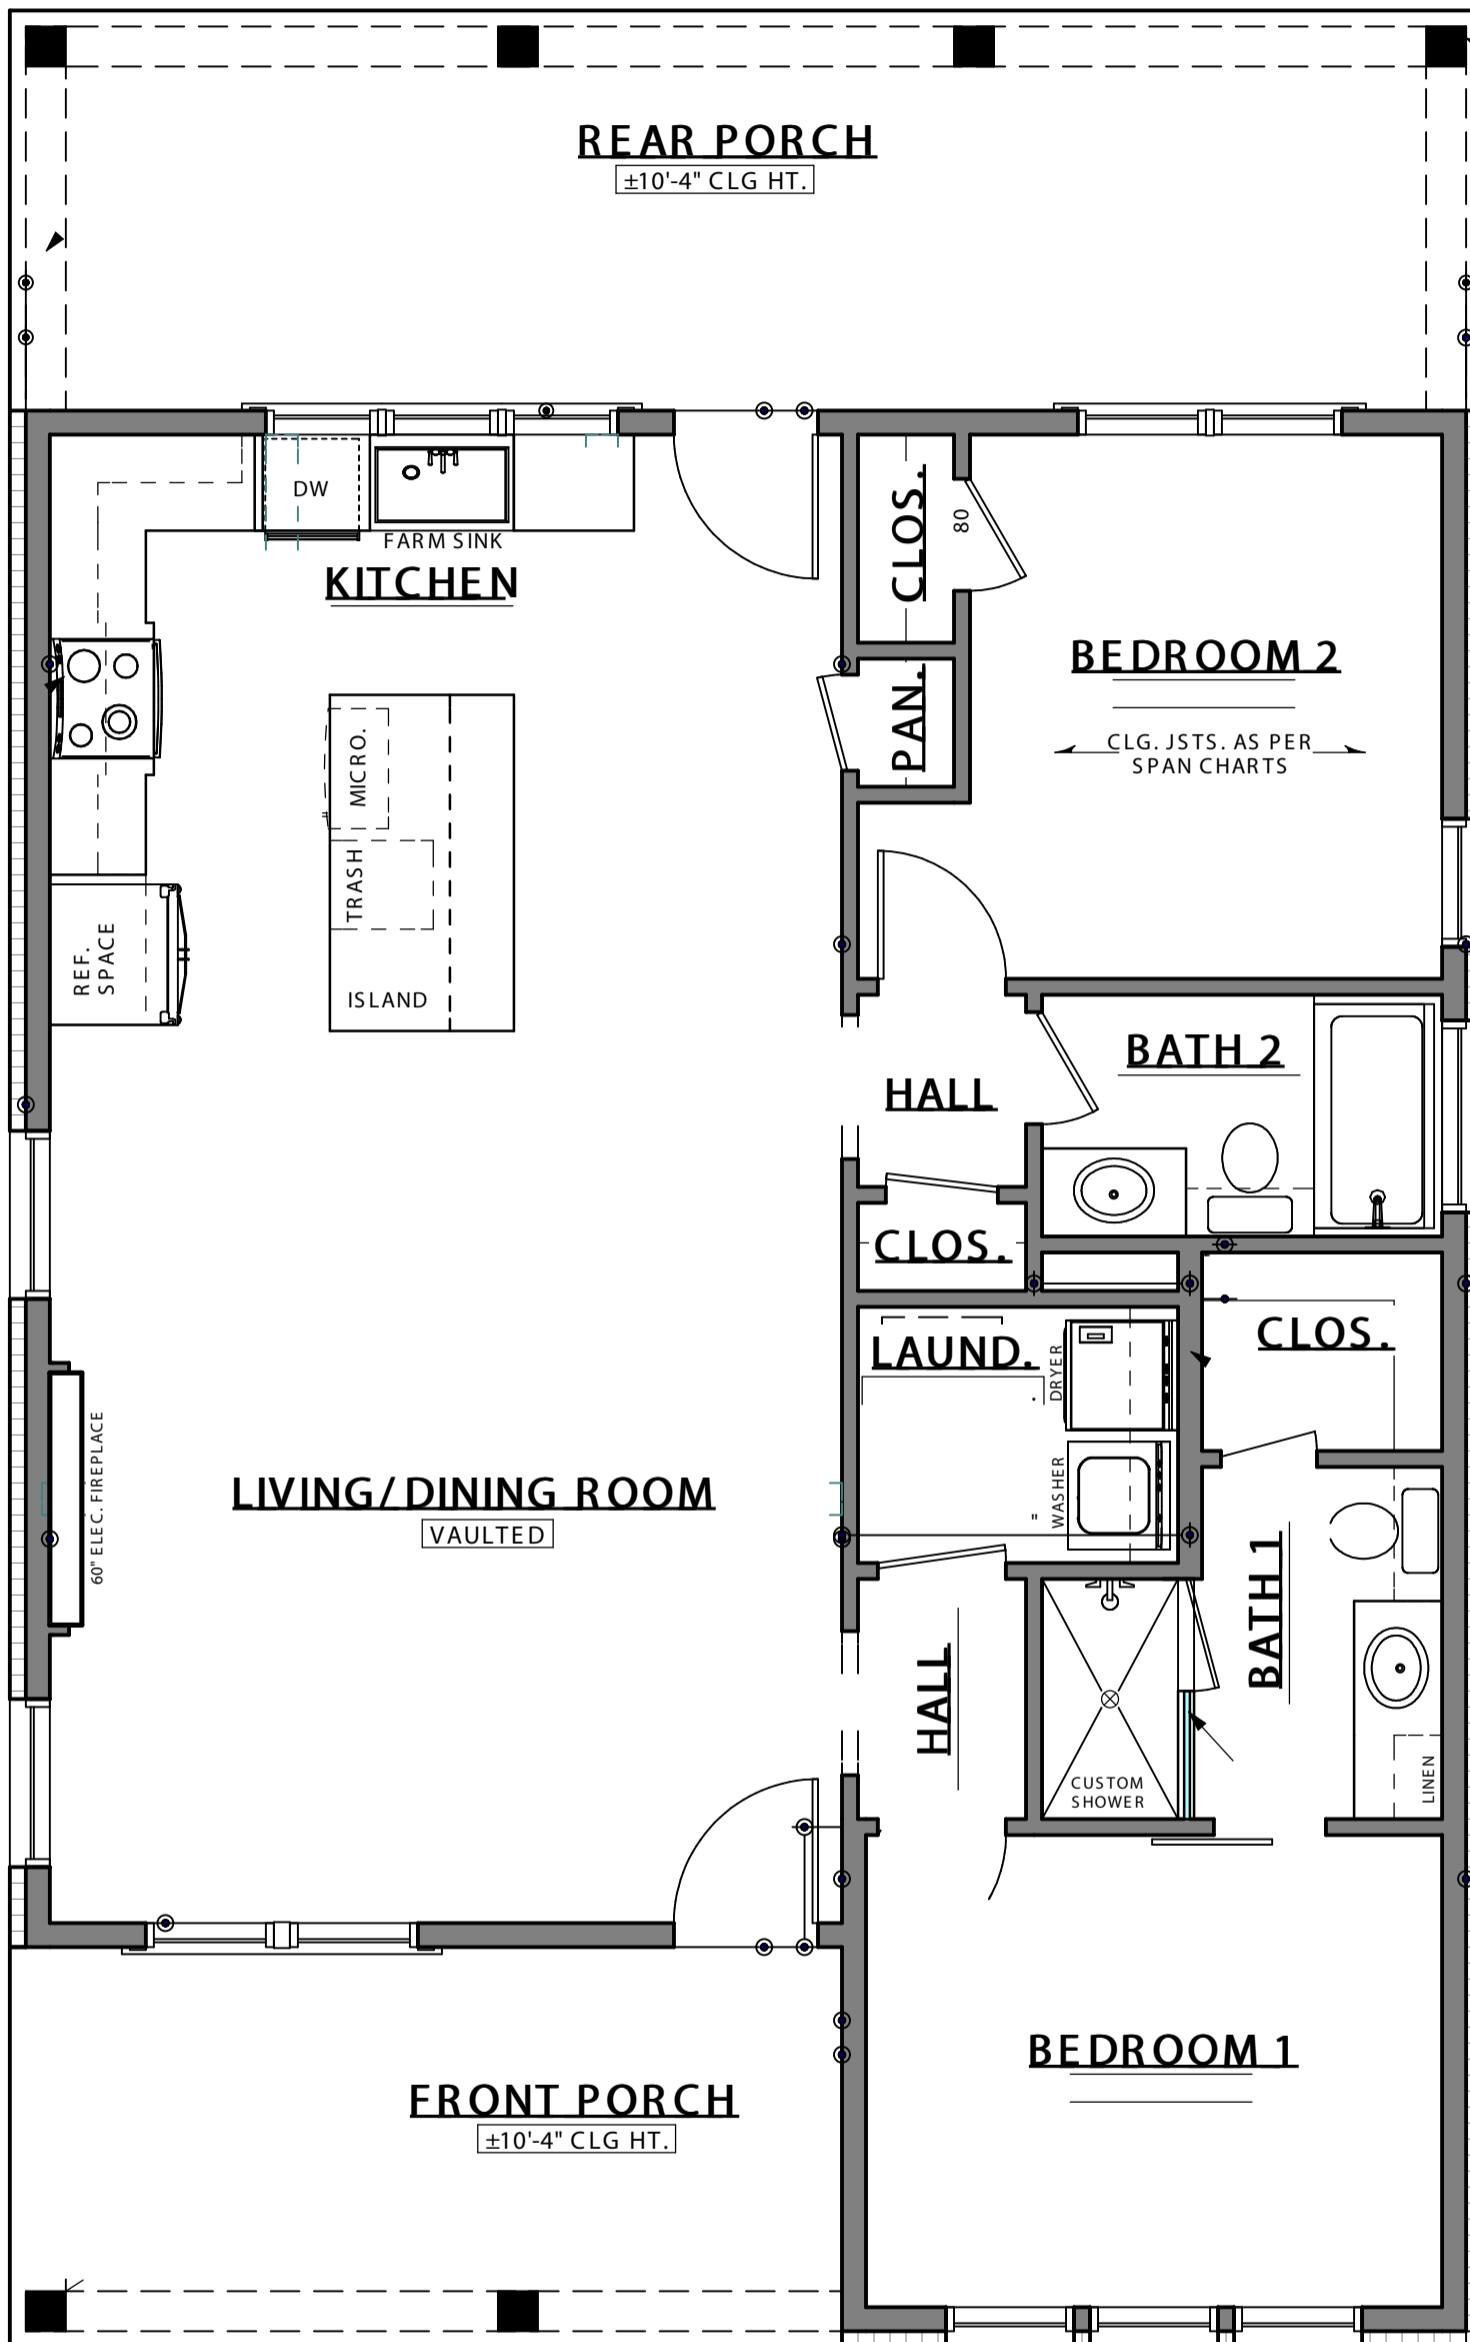 REAR PORCH
±10'-4" CLG HT.
DW
FARM SINK
KITCHEN
CLOS.
80
BEDROOM 2
PAN.
CLG. JSTS. AS PER
SPAN CHARTS
MICRO.
TRASH
ISLAND
REF.
SPACE
BATH 2
HALL
CLOS.
CLOS.
LAUND.
DRYER
WASHER
"
60" ELEC. FIREPLACE
LIVING/DINING ROOM
VAULTED
BATH 1
HALL
CUSTOM
SHOWER
LINEN
BEDROOM 1
FRONT PORCH
±10'-4" CLG HT.